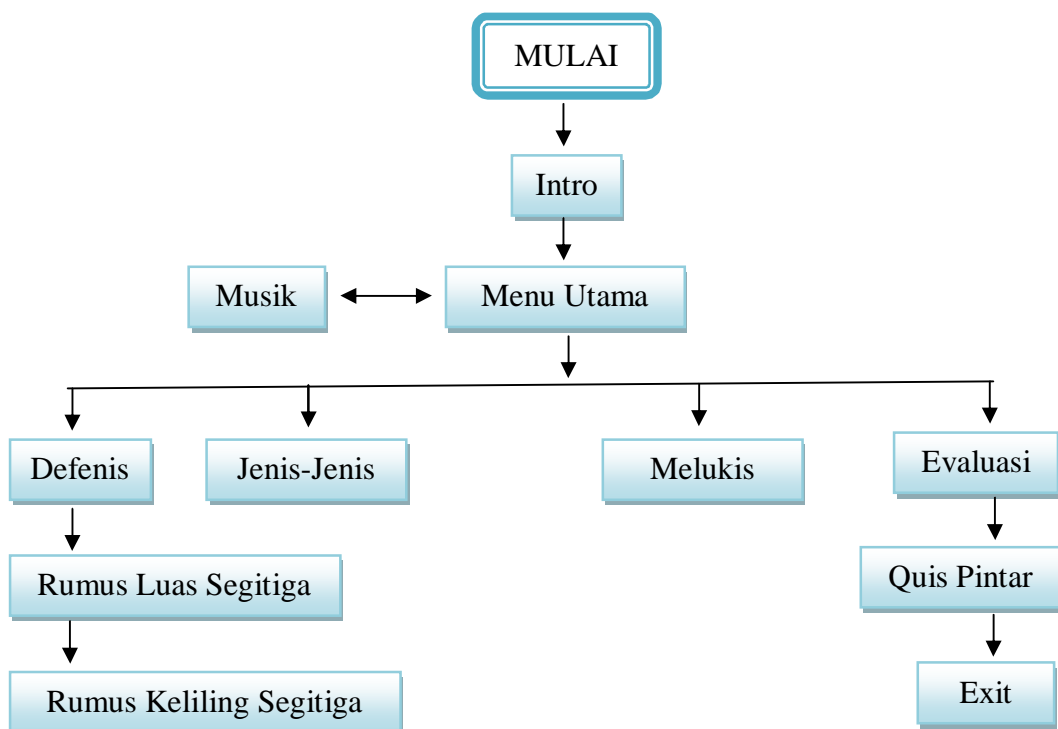 MULAI
Intro
Musik
Menu Utama
Defenis
Jenis-Jenis
Melukis
Evaluasi
Rumus Luas Segitiga
Quis Pintar
Rumus Keliling Segitiga
Exit